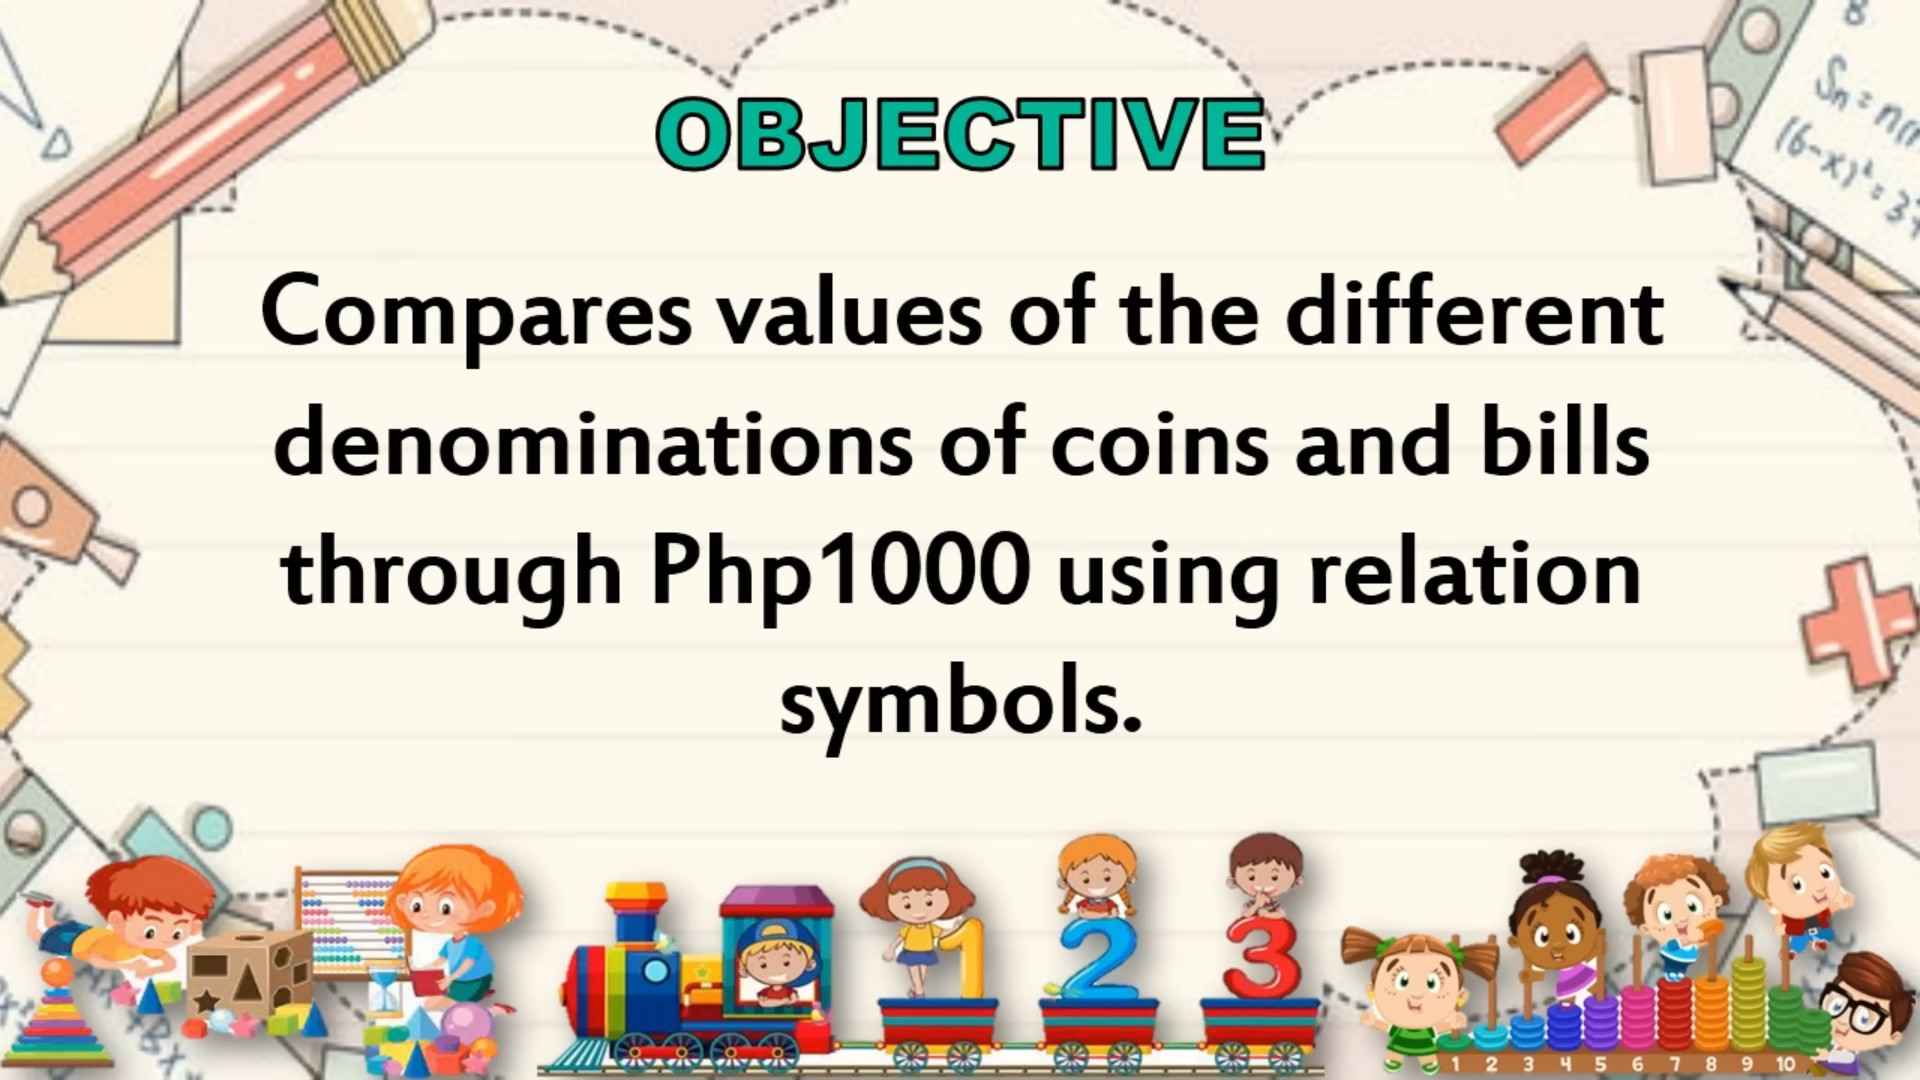 OBJECTIVE
Compares values of the different
denominations of coins and bills
through Php1000 using relation
symbols.
1
2
3
1 2 3 4 5 6 7 8 9 10